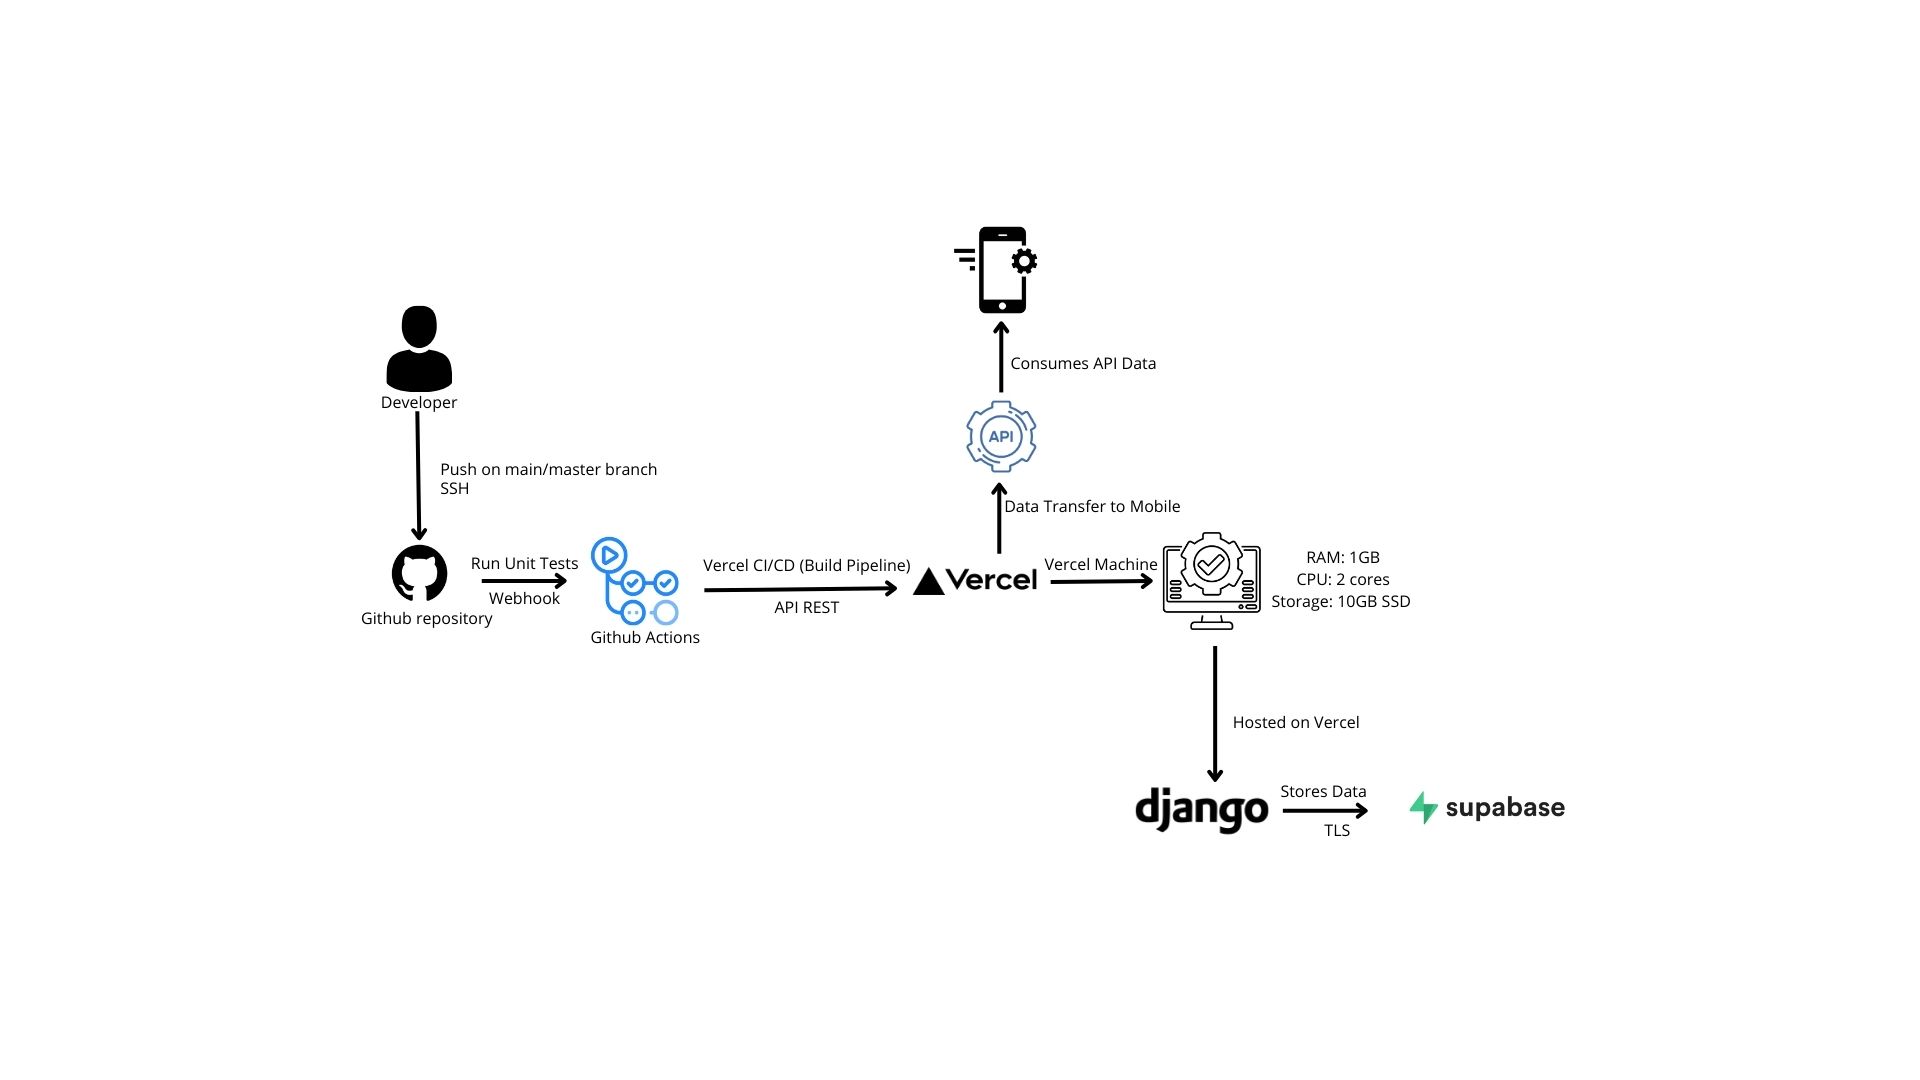 Developer
Push on main/master branch
SSH
Github repository
Run Unit Tests
Webhook
Github Actions
Vercel CI/CD (Build Pipeline)
API REST
Consumes API Data
API
Data Transfer to Mobile
Vercel
Vercel Machine
RAM: 1GB
CPU: 2 cores
Storage: 10GB SSD
Hosted on Vercel
django
Stores Data
TLS
supabase